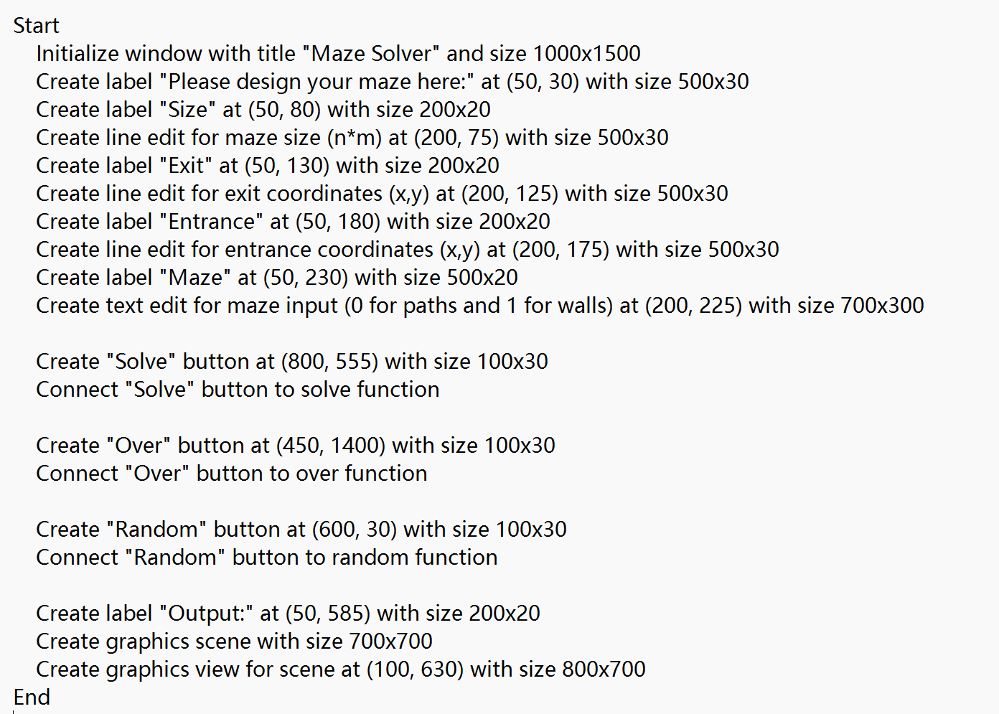 Start
Initialize window with title "Maze Solver" and size 1000x1500
Create label "Please design your maze here:" at (50, 30) with size 500x30
Create label "Size" at (50, 80) with size 200x20
Create line edit for maze size (n*m) at (200, 75) with size 500x30
Create label "Exit" at (50, 130) with size 200x20
Create line edit for exit coordinates (x,y) at (200, 125) with size 500x30
Create label "Entrance" at (50, 180) with size 200x20
Create line edit for entrance coordinates (x,y) at (200, 175) with size 500x30
Create label "Maze" at (50, 230) with size 500x20
Create text edit for maze input (0 for paths and 1 for walls) at (200, 225) with size 700x300
Create "Solve" button at (800, 555) with size 100x30
Connect "Solve" button to solve function
Create "Over" button at (450, 1400) with size 100x30
Connect "Over" button to over function
Create "Random" button at (600, 30) with size 100x30
Connect "Random" button to random function
Create label "Output:" at (50, 585) with size 200x20
Create graphics scene with size 700x700
Create graphics view for scene at (100, 630) with size 800x700
End